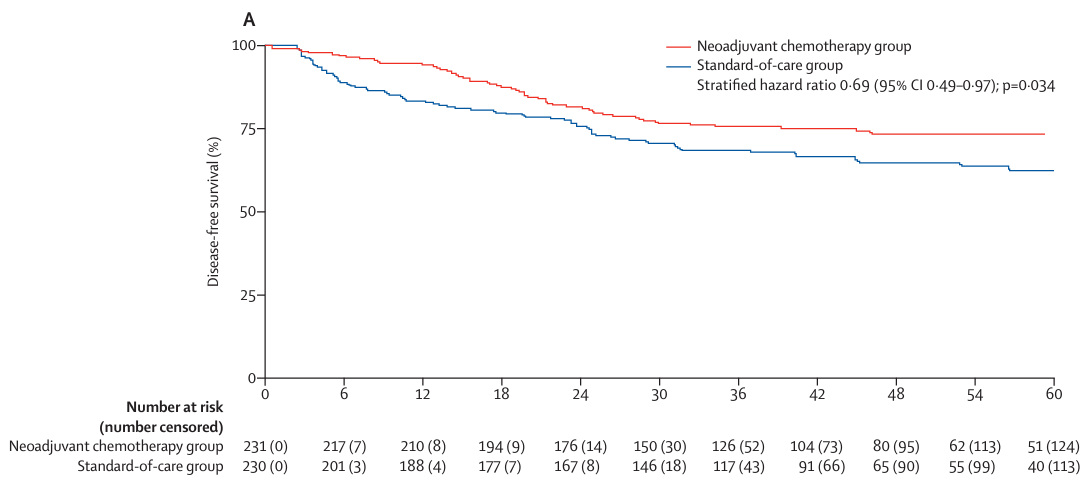 A
100
75
50
25
0
Disease-free survival (%)
Neoadjuvant chemotherapy group
Standard-of-care group
Stratified hazard ratio 0·69 (95% CI 0·49–0·97); p=0·034
0 6 12 18 24 30 36 42 48 54 60
Number at risk
(number censored)
Neoadjuvant chemotherapy group 231 (0) 217 (7) 210 (8) 194 (9) 176 (14) 150 (30) 126 (52) 104 (73) 80 (95) 62 (113) 51 (124)
Standard-of-care group 230 (0) 201 (3) 188 (4) 177 (7) 167 (8) 146 (18) 117 (43) 91 (66) 65 (90) 55 (99) 40 (113)